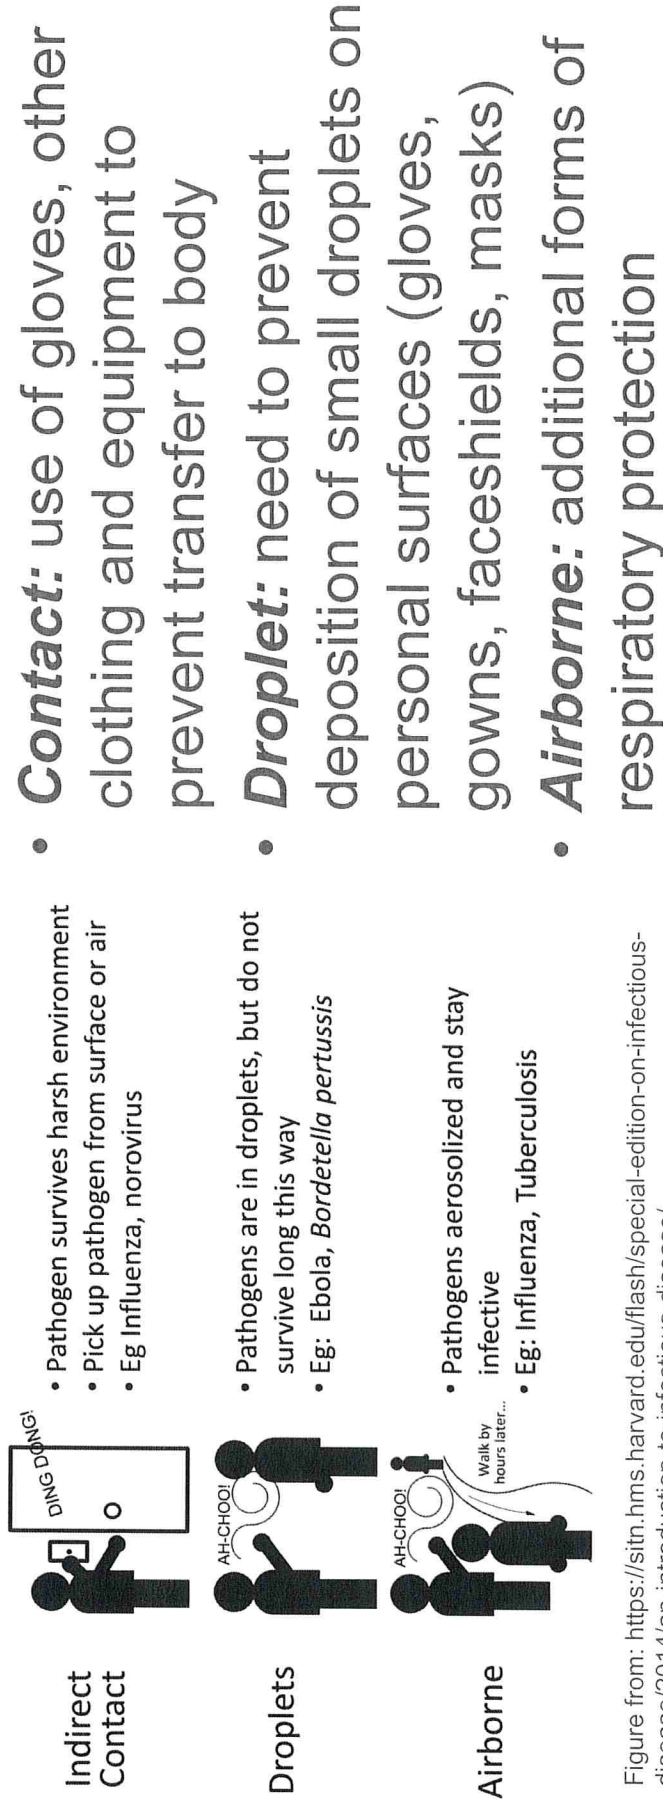 Indirect
Contact
DING DONG!
• Pathogen survives harsh environment
• Pick up pathogen from surface or air
• Eg Influenza, norovirus
Droplets
AH-CHOO!
• Pathogens are in droplets, but do not
survive long this way
• Eg: Ebola, Bordetella pertussis
Airborne
AH-CHOO!
Walk by
hours later...
• Pathogens aerosolized and stay
infective
• Eg: Influenza, Tuberculosis
Figure from: https://sitn.hms.harvard.edu/flash/special-edition-on-infectious-
disease/2014/an-introduction-to-infectious-disease/
• Contact: use of gloves, other
clothing and equipment to
prevent transfer to body
• Droplet: need to prevent
deposition of small droplets on
personal surfaces (gloves,
gowns, faceshields, masks)
• Airborne: additional forms of
respiratory protection